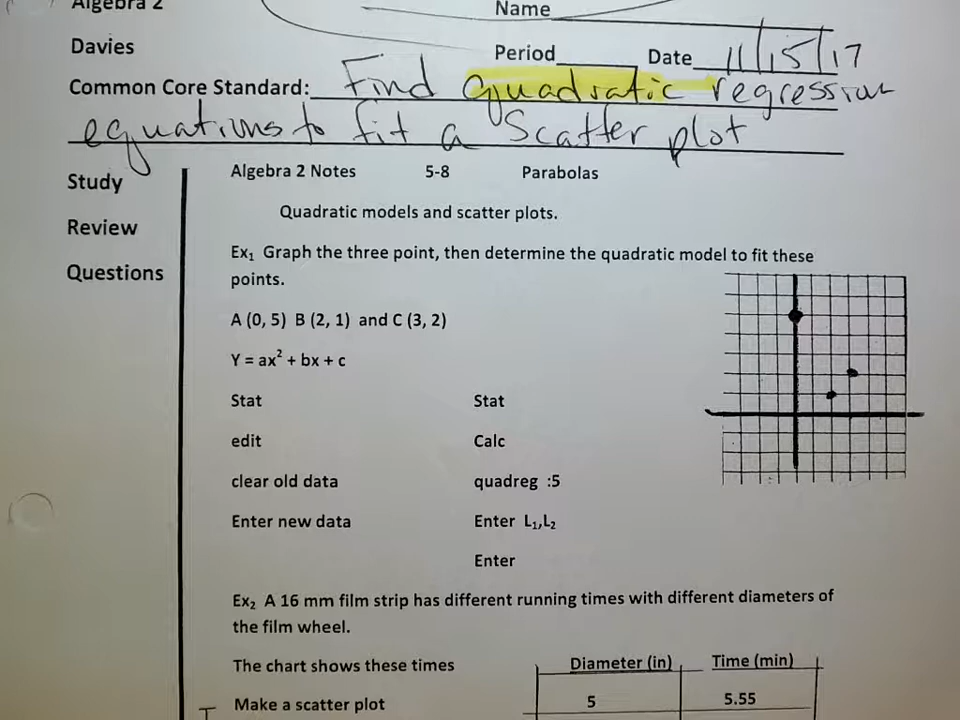 Algebra 2
Name
Davies
Period Date 11/15/17
Common Core Standard: Find quadratic regression
equations to fit a Scatter plot
Study
Review
Questions
Algebra 2 Notes 5-8 Parabolas
Quadratic models and scatter plots.
Ex₁ Graph the three point, then determine the quadratic model to fit these
points.
A (0, 5) B (2, 1) and C (3, 2)
Y = ax² + bx + c
Stat Stat
edit Calc
clear old data quadreg :5
Enter new data Enter L₁,L₂
Enter
Ex₂ A 16 mm film strip has different running times with different diameters of
the film wheel.
The chart shows these times Diameter (in) Time (min)
Make a scatter plot 5 5.55